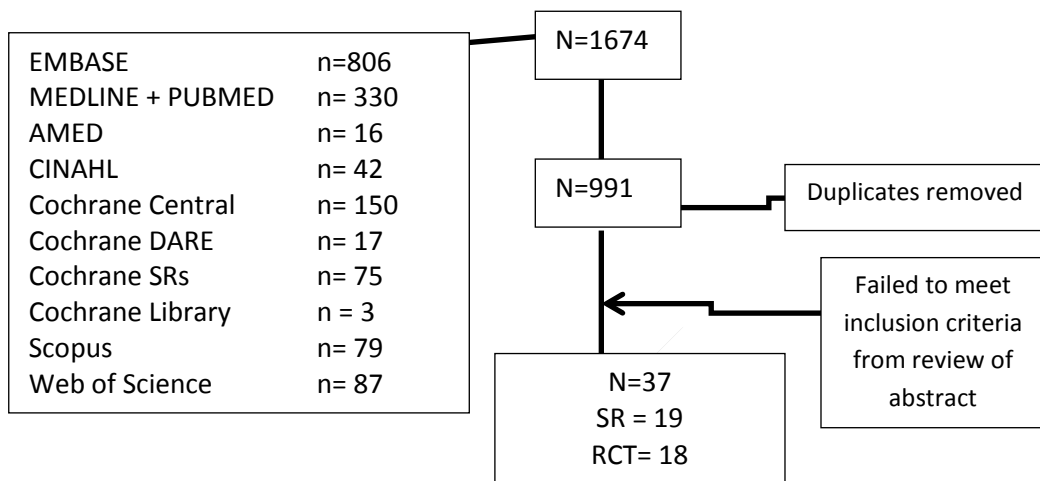 N=1674
EMBASE n=806
MEDLINE + PUBMED n= 330
AMED n= 16
CINAHL n= 42
Cochrane Central n= 150
Cochrane DARE n= 17
Cochrane SRs n= 75
Cochrane Library n = 3
Scopus n= 79
Web of Science n= 87
N=991
Duplicates removed
Failed to meet
inclusion criteria
from review of
abstract
N=37
SR = 19
RCT= 18